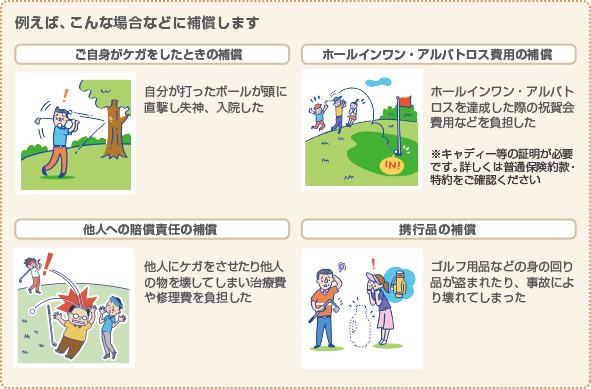 例えば、こんな場合などに補償します
ご自身がケガをしたときの補償
自分が打ったボールが頭に
直撃し失神、入院した
ホールインワン・アルバトロス費用の補償
ホールインワン・アルバト
ロスを達成した際の祝賀会
費用などを負担した
※キャディー等の証明が必要
です。詳しくは普通保険約款・
特約をご確認ください
IN!
他人への賠償責任の補償
他人にケガをさせたり他人
の物を壊してしまい治療費
や修理費を負担した
携行品の補償
ゴルフ用品などの身の回り
品が盗まれたり、事故によ
り壊れてしまった